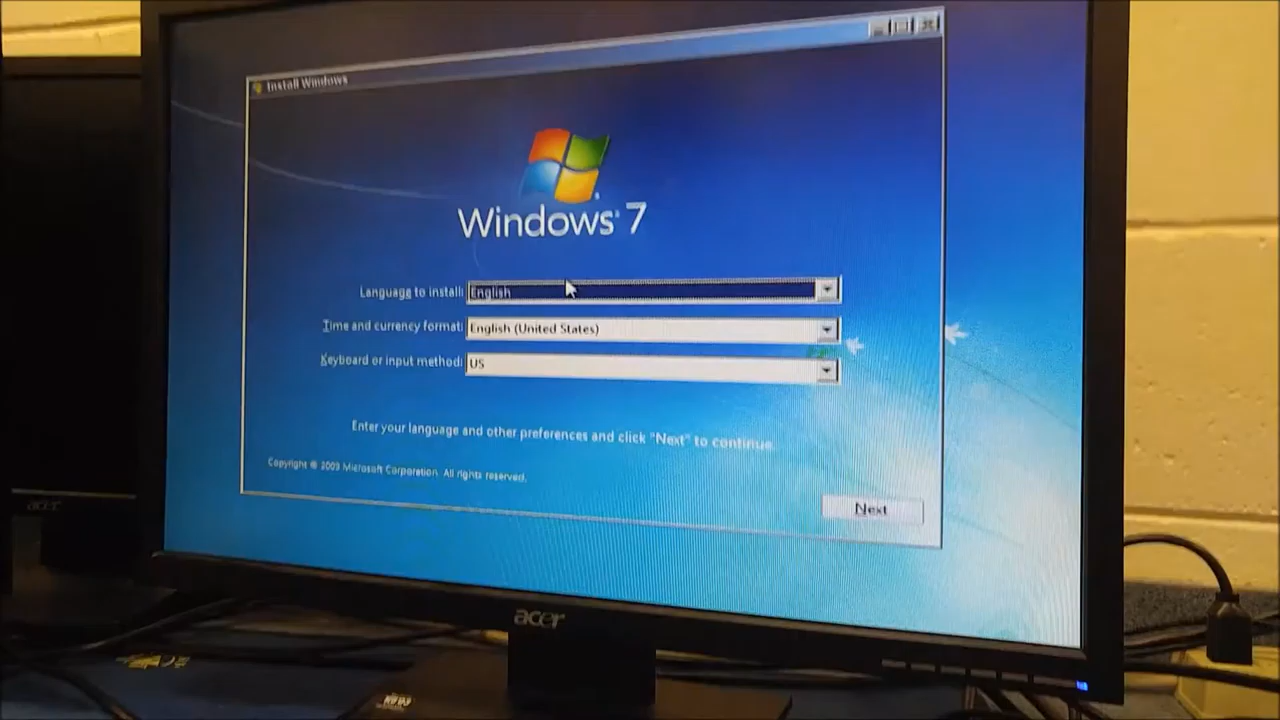 Install Windows
Windows 7
Language to install: English
Time and currency format: English (United States)
Keyboard or input method: US
Enter your language and other preferences and click "Next" to continue.
Copyright © 2009 Microsoft Corporation. All rights reserved.
Next
acer
acer